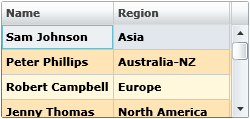 Name Region
Sam Johnson Asia
Peter Phillips Australia-NZ
Robert Campbell Europe
Jenny Thomas North America